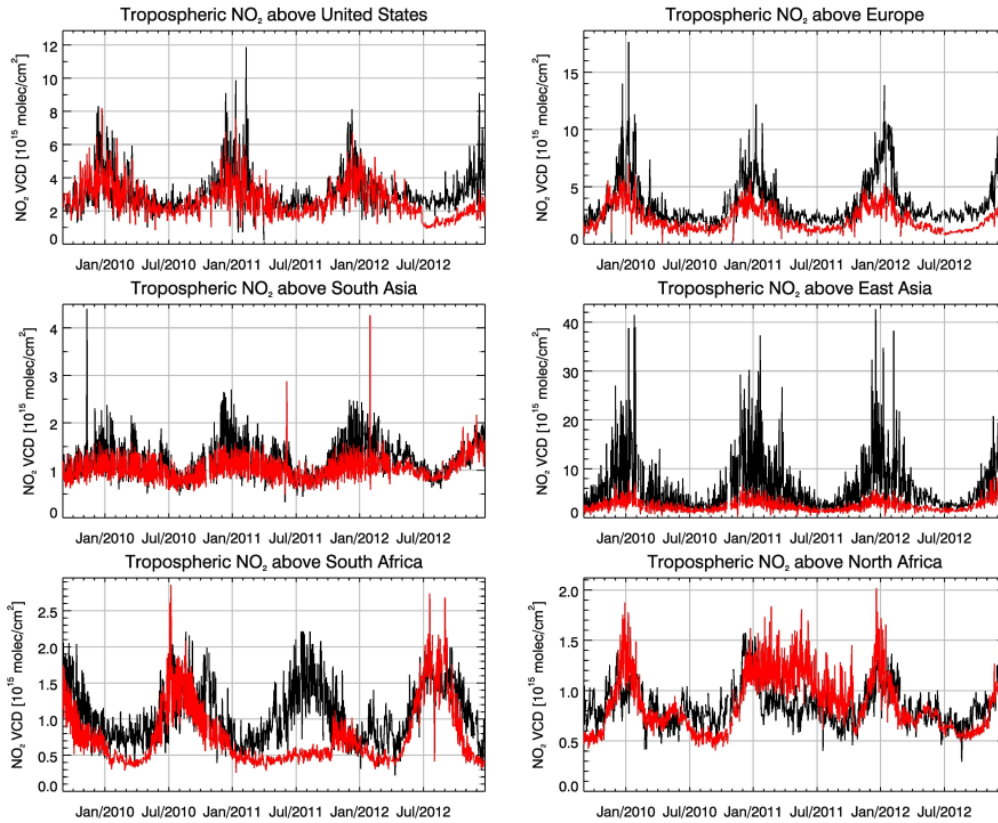 Tropospheric NO₂ above United States
NO₂ VCD [10¹⁵ molec/cm²]
12
10
8
6
4
2
0
Jan/2010 Jul/2010 Jan/2011 Jul/2011 Jan/2012 Jul/2012
Tropospheric NO₂ above Europe
NO₂ VCD [10¹⁵ molec/cm²]
15
10
5
0
Jan/2010 Jul/2010 Jan/2011 Jul/2011 Jan/2012 Jul/2012
Tropospheric NO₂ above South Asia
NO₂ VCD [10¹⁵ molec/cm²]
4
3
2
1
0
Jan/2010 Jul/2010 Jan/2011 Jul/2011 Jan/2012 Jul/2012
Tropospheric NO₂ above East Asia
NO₂ VCD [10¹⁵ molec/cm²]
40
30
20
10
0
Jan/2010 Jul/2010 Jan/2011 Jul/2011 Jan/2012 Jul/2012
Tropospheric NO₂ above South Africa
NO₂ VCD [10¹⁵ molec/cm²]
2.5
2.0
1.5
1.0
0.5
0.0
Jan/2010 Jul/2010 Jan/2011 Jul/2011 Jan/2012 Jul/2012
Tropospheric NO₂ above North Africa
NO₂ VCD [10¹⁵ molec/cm²]
2.0
1.5
1.0
0.5
0.0
Jan/2010 Jul/2010 Jan/2011 Jul/2011 Jan/2012 Jul/2012